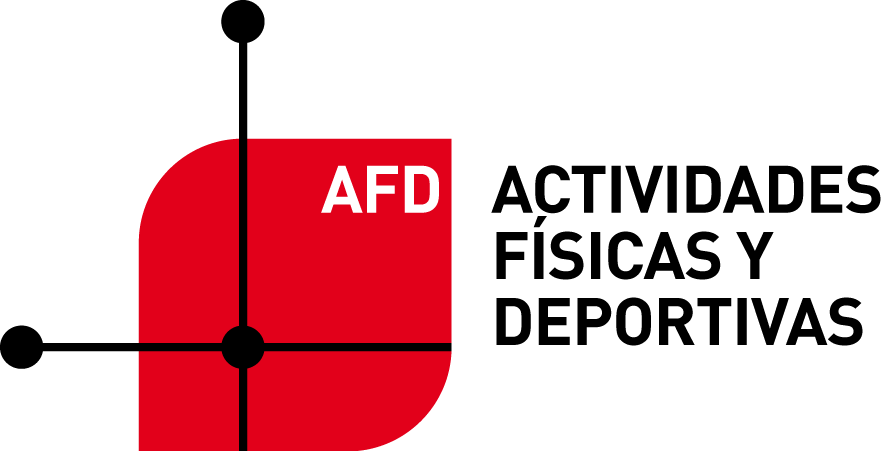 AFD
ACTIVIDADES
FÍSICAS Y
DEPORTIVAS